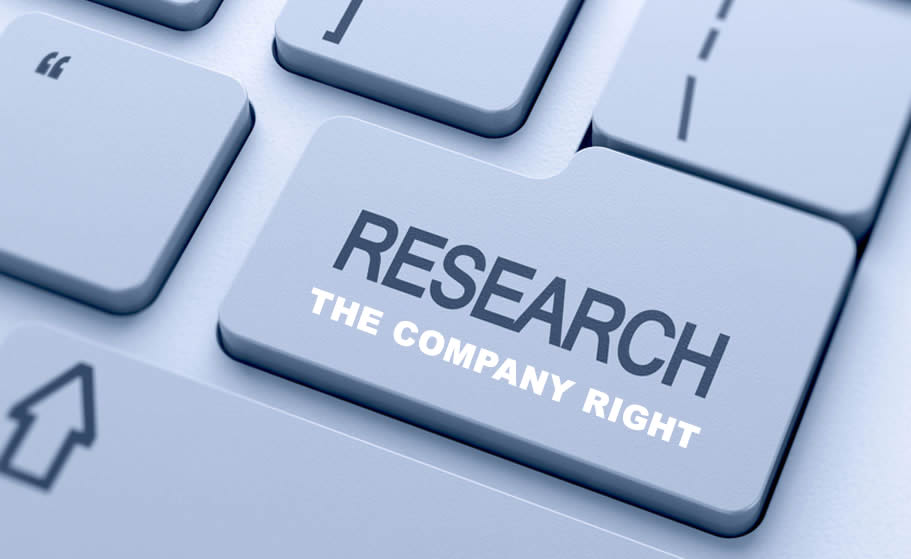 “
]
RESEARCH
THE COMPANY RIGHT